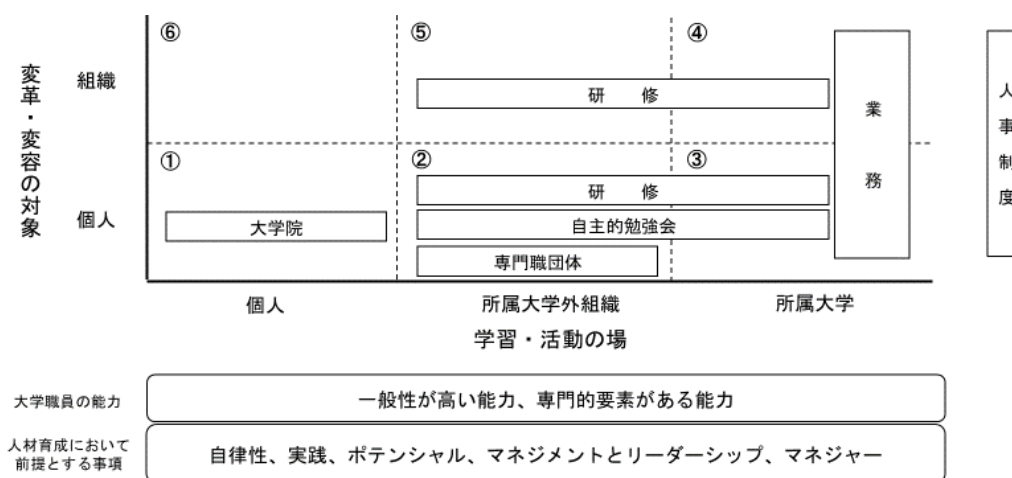 ⑥
⑤
④
変革・変容の対象
組織
研　修
業務
人事制度
①
②
③
個人
研　修
大学院
自主的勉強会
専門職団体
個人
所属大学外組織
所属大学
学習・活動の場
大学職員の能力
一般性が高い能力、専門的要素がある能力
人材育成において
前提とする事項
自律性、実践、ポテンシャル、マネジメントとリーダーシップ、マネジャー